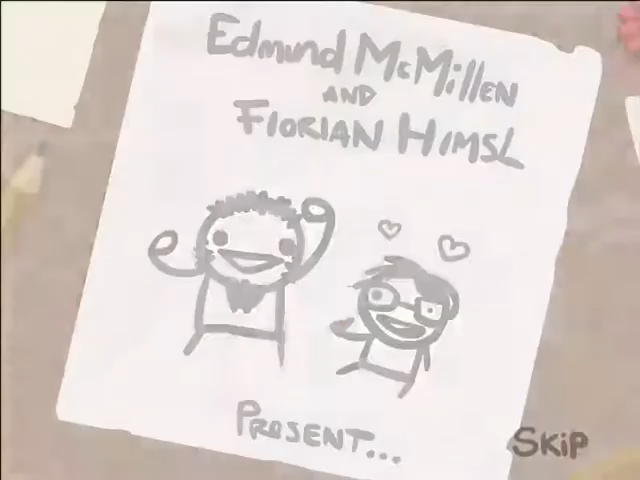 Edmund McMillen
AND
FLORIAN HIMSL
PRESENT...
SKIP